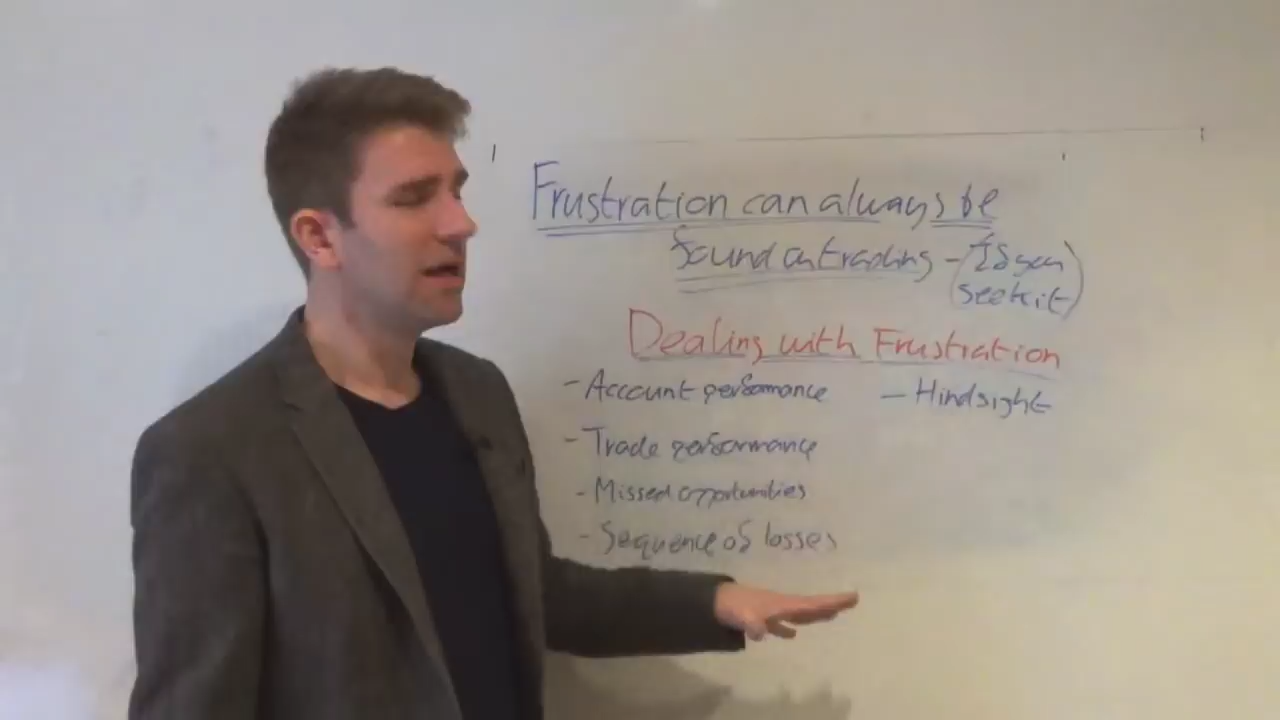 Frustration can always be
found in trading - (If you
seek it)
Dealing with Frustration
- Account performance
- Hindsight
- Trade performance
- Missed opportunities
- Sequence of losses